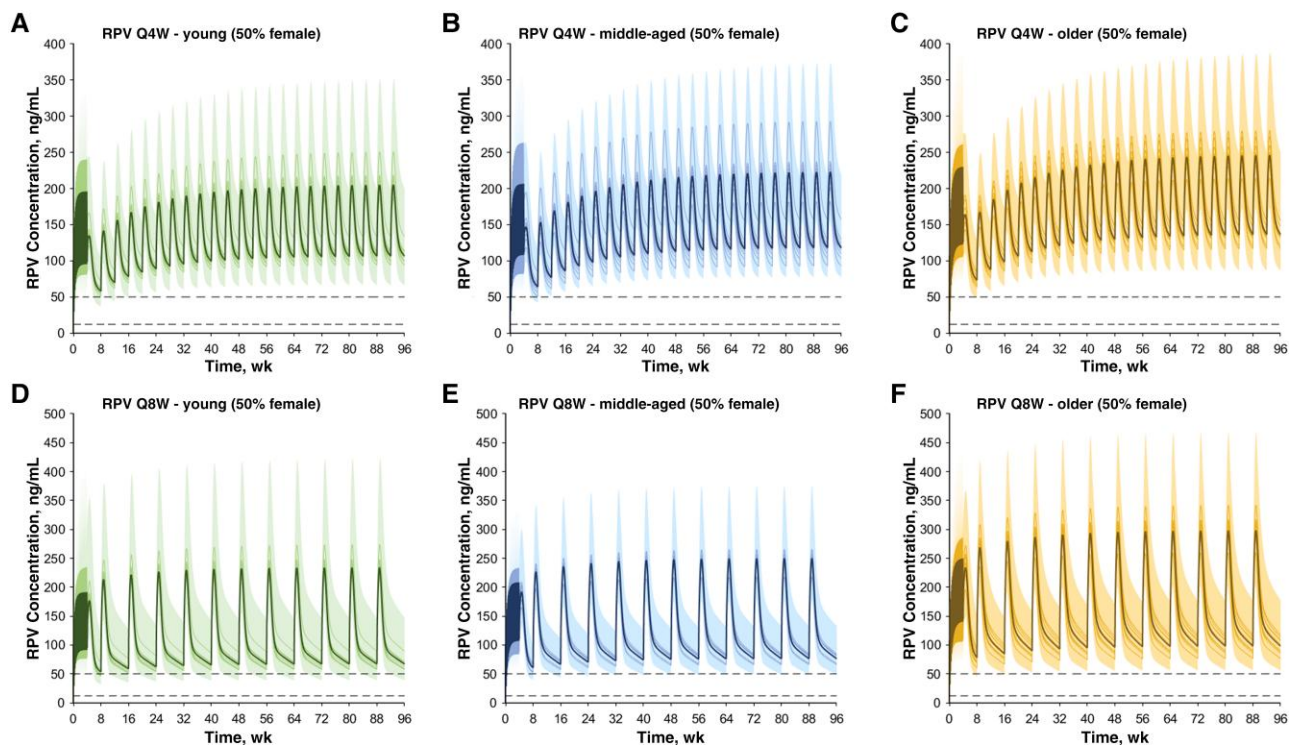 A
RPV Q4W - young (50% female)
RPV Concentration, ng/mL
400
350
300
250
200
150
100
50
0
0 8 16 24 32 40 48 56 64 72 80 88 96
Time, wk
B
RPV Q4W - middle-aged (50% female)
RPV Concentration, ng/mL
400
350
300
250
200
150
100
50
0
0 8 16 24 32 40 48 56 64 72 80 88 96
Time, wk
C
RPV Q4W - older (50% female)
RPV Concentration, ng/mL
400
350
300
250
200
150
100
50
0
0 8 16 24 32 40 48 56 64 72 80 88 96
Time, wk
D
RPV Q8W - young (50% female)
RPV Concentration, ng/mL
500
450
400
350
300
250
200
150
100
50
0
0 8 16 24 32 40 48 56 64 72 80 88 96
Time, wk
E
RPV Q8W - middle-aged (50% female)
RPV Concentration, ng/mL
500
450
400
350
300
250
200
150
100
50
0
0 8 16 24 32 40 48 56 64 72 80 88 96
Time, wk
F
RPV Q8W - older (50% female)
RPV Concentration, ng/mL
500
450
400
350
300
250
200
150
100
50
0
0 8 16 24 32 40 48 56 64 72 80 88 96
Time, wk